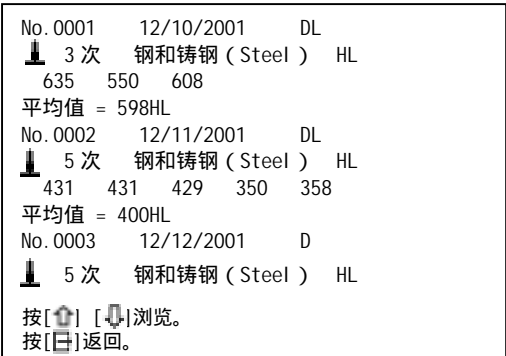 No.0001 12/10/2001 DL
3 次 钢和铸钢（Steel） HL
635 550 608
平均值 = 598HL
No.0002 12/11/2001 DL
5 次 钢和铸钢（Steel） HL
431 431 429 350 358
平均值 = 400HL
No.0003 12/12/2001 D
5 次 钢和铸钢（Steel） HL
按[⇧] [⇩]浏览。
按[]返回。